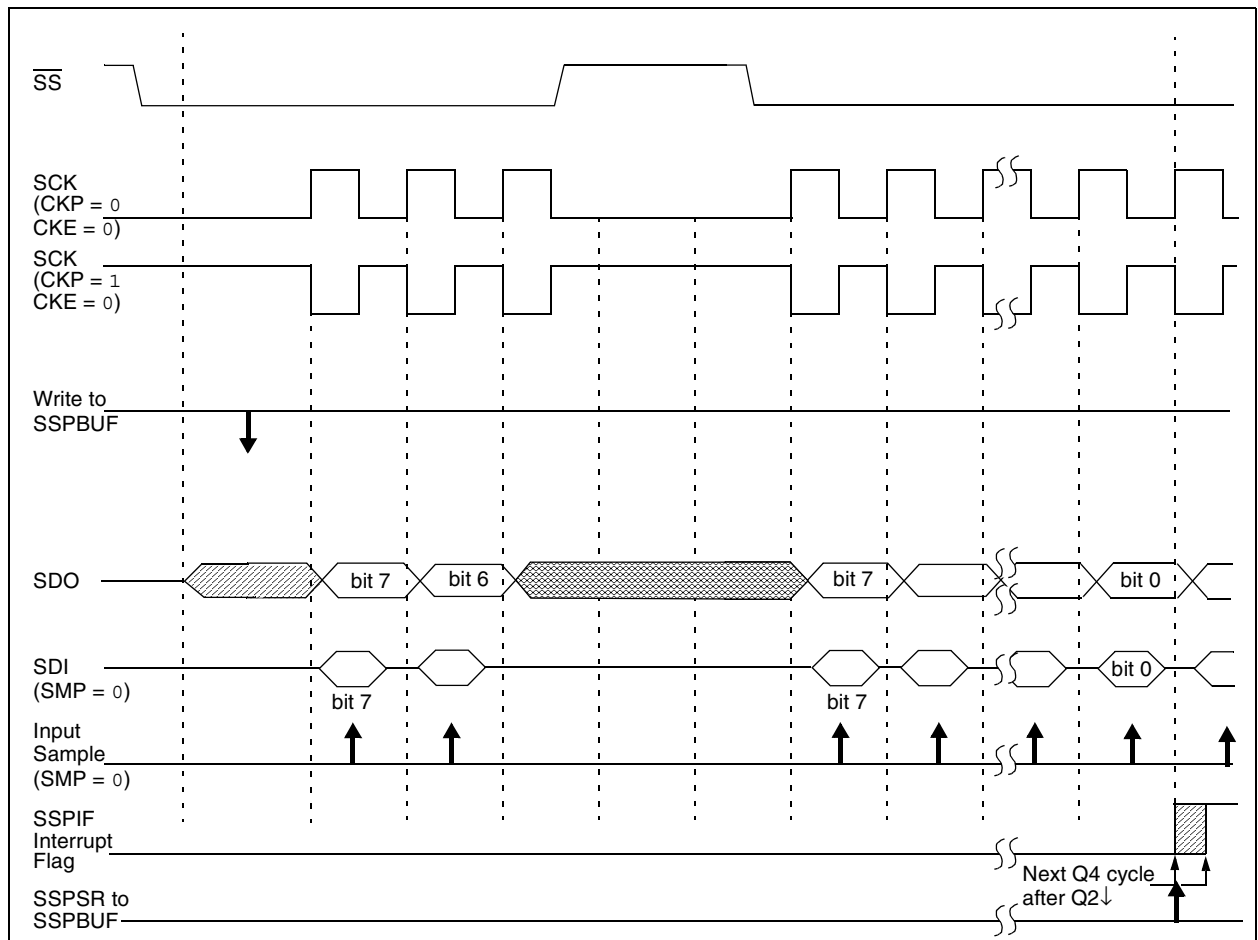 SS
SCK
(CKP = 0
CKE = 0)
SCK
(CKP = 1
CKE = 0)
Write to
SSPBUF
SDO
bit 7
bit 6
bit 7
bit 0
SDI
(SMP = 0)
bit 7
bit 7
bit 0
Input
Sample
(SMP = 0)
SSPIF
Interrupt
Flag
Next Q4 cycle
after Q2↓
SSPSR to
SSPBUF